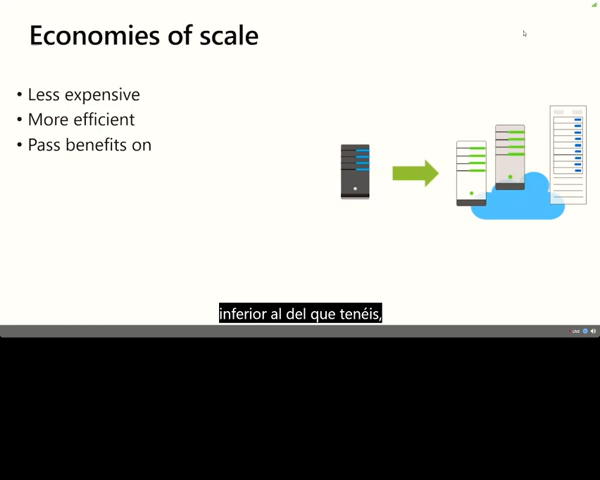 Economies of scale
• Less expensive
• More efficient
• Pass benefits on
inferior al del que tenéis,